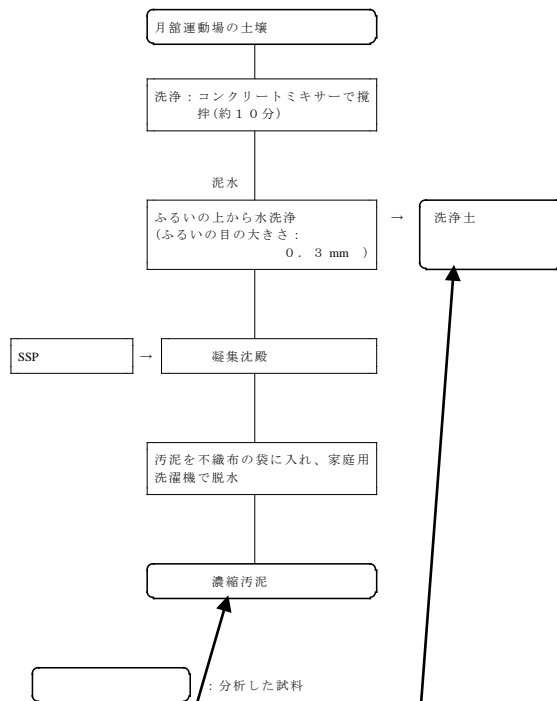 月舘運動場の土壌
洗浄：コンクリートミキサーで撹
拌(約１０分)
泥水
ふるいの上から水洗浄
(ふるいの目の大きさ：
０．３mm )
→
洗浄土
SSP
→
凝集沈殿
汚泥を不織布の袋に入れ、家庭用
洗濯機で脱水
濃縮汚泥
：分析した試料